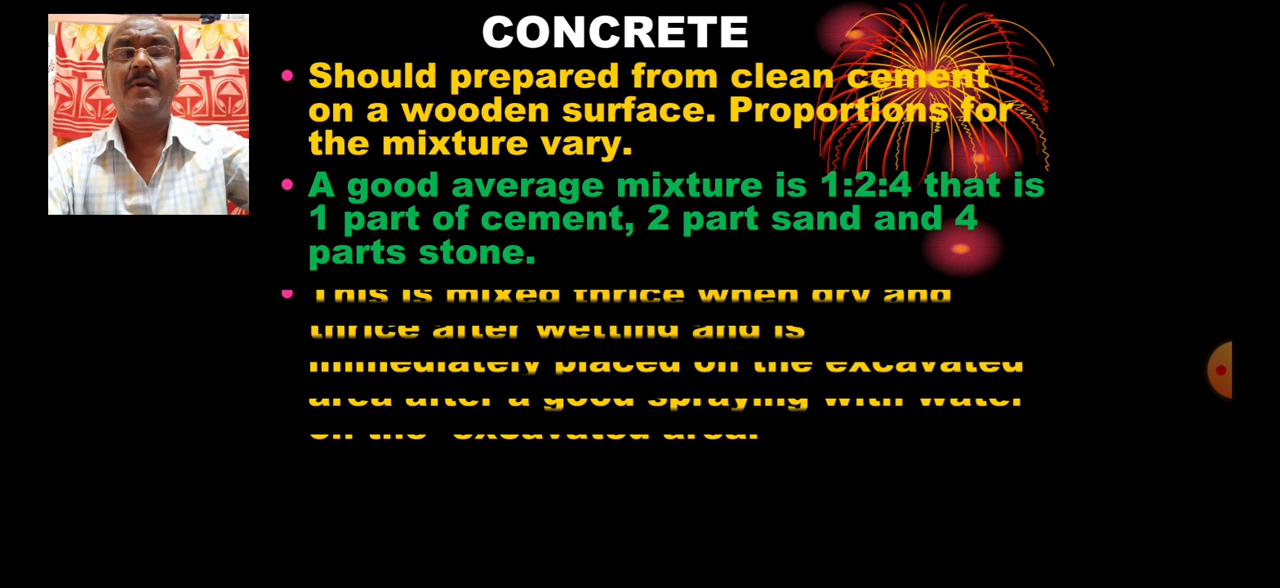 CONCRETE
• Should prepared from clean cement
on a wooden surface. Proportions for
the mixture vary.
• A good average mixture is 1:2:4 that is
1 part of cement, 2 part sand and 4
parts stone.
• This is mixed thrice when dry and
thrice after wetting and is
immediately placed on the excavated
area after a good spraying with water
on the excavated area.